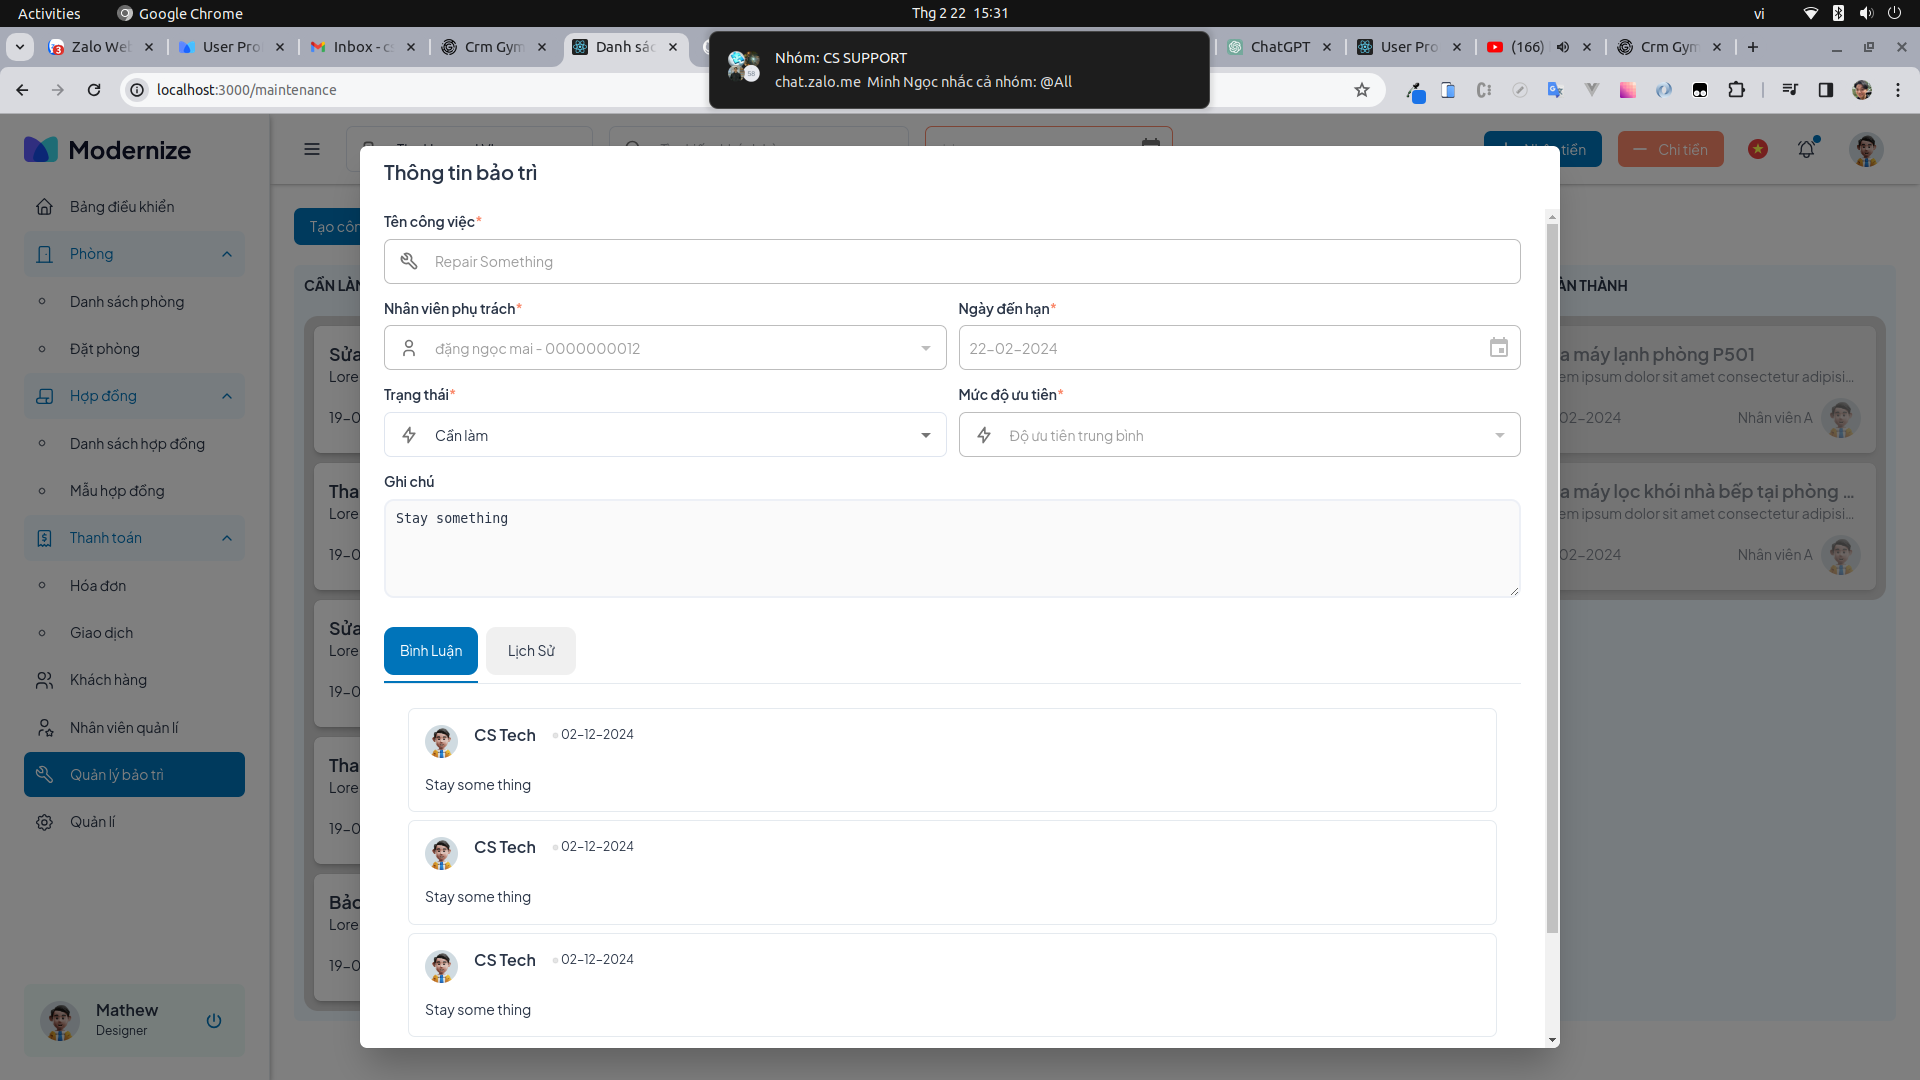 Activities
Google Chrome
Thg 2 22 15:31
vi
Zalo We
User Pro
Inbox - c
Crm Gym
Danh sác
ChatGPT
User Pro
(166)
Crm Gym
Nhóm: CS SUPPORT
chat.zalo.me Minh Ngọc nhắc cả nhóm: @All
localhost:3000/maintenance
Modernize
tiền
Chi tiền
Bảng điều khiển
Phòng
Danh sách phòng
Đặt phòng
Hợp đồng
Danh sách hợp đồng
Mẫu hợp đồng
Thanh toán
Hóa đơn
Giao dịch
Khách hàng
Nhân viên quản lí
Quản lý bảo trì
Quản lí
Mathew
Designer
Tạo côn
CẦN LÀM
Sửa
Lore
19-0
Tha
Lore
19-0
Sửa
Lore
19-0
Tha
Lore
19-0
Bảo
Lore
19-0
Thông tin bảo trì
Tên công việc*
Repair Something
Nhân viên phụ trách*
đặng ngọc mai - 0000000012
Ngày đến hạn*
22-02-2024
Trạng thái*
Cần làm
Mức độ ưu tiên*
Độ ưu tiên trung bình
Ghi chú
Stay something
Bình Luận
Lịch Sử
CS Tech
02-12-2024
Stay some thing
CS Tech
02-12-2024
Stay some thing
CS Tech
02-12-2024
Stay some thing
ÀN THÀNH
a máy lạnh phòng P501
em ipsum dolor sit amet consectetur adipisi...
02-2024
Nhân viên A
a máy lọc khói nhà bếp tại phòng ...
em ipsum dolor sit amet consectetur adipisi...
02-2024
Nhân viên A